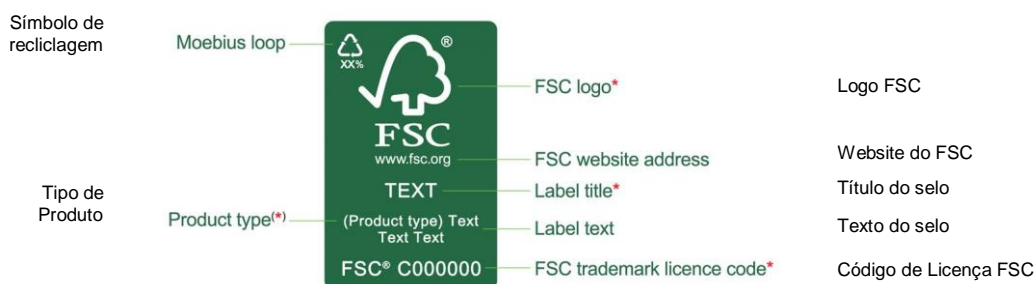 Símbolo de
recliclagem
Moebius loop
®
XX%
FSC
www.fsc.org
TEXT
(Product type) Text
Text Text
FSC® C000000
Tipo de
Produto
Product type(*)
FSC logo*
FSC website address
Label title*
Label text
FSC trademark licence code*
Logo FSC
Website do FSC
Título do selo
Texto do selo
Código de Licença FSC